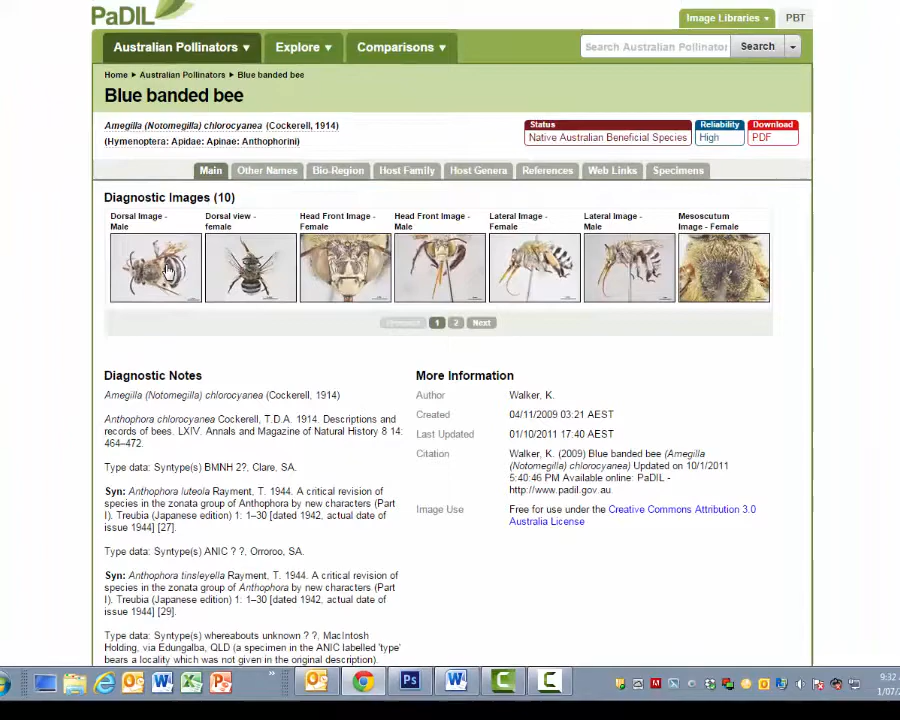 PaDIL
Image Libraries ▾ PBT
Australian Pollinators ▾ Explore ▾ Comparisons ▾ Search Australian Pollinator Search
Home ▸ Australian Pollinators ▸ Blue banded bee
Blue banded bee
Amegilla (Notomegilla) chlorocyanea (Cockerell, 1914)
(Hymenoptera: Apidae: Apinae: Anthophorini)
Status Reliability Download
Native Australian Beneficial Species High PDF
Main Other Names Bio-Region Host Family Host Genera References Web Links Specimens
Diagnostic Images (10)
Dorsal Image - Male
Dorsal view - female
Head Front Image - Female
Head Front Image - Male
Lateral Image - Female
Lateral Image - Male
Mesoscutum Image - Female
Previous 1 2 Next
Diagnostic Notes
Amegilla (Notomegilla) chlorocyanea (Cockerell, 1914)
Anthophora chlorocyanea Cockerell, T.D.A. 1914. Descriptions and
records of bees. LXIV. Annals and Magazine of Natural History 8 14:
464–472.
Type data: Syntype(s) BMNH 2?, Clare, SA.
Syn: Anthophora luteola Rayment, T. 1944. A critical revision of
species in the zonata group of Anthophora by new characters (Part
I). Treubia (Japanese edition) 1: 1–30 [dated 1942, actual date of
issue 1944] [27].
Type data: Syntype(s) ANIC ? ?, Orroroo, SA.
Syn: Anthophora tinsleyella Rayment, T. 1944. A critical revision of
species in the zonata group of Anthophora by new characters (Part
I). Treubia (Japanese edition) 1: 1–30 [dated 1942, actual date of
issue 1944] [29].
Type data: Syntype(s) whereabouts unknown ? ?, MacIntosh
Holding, via Edungalba, QLD (a specimen in the ANIC labelled 'type'
bears a locality which was not given in the original description).
More Information
Author Walker, K.
Created 04/11/2009 03:21 AEST
Last Updated 01/10/2011 17:40 AEST
Citation Walker, K. (2009) Blue banded bee (Amegilla
(Notomegilla) chlorocyanea) Updated on 10/1/2011
5:40:46 PM Available online: PaDIL -
http://www.padil.gov.au.
Image Use Free for use under the Creative Commons Attribution 3.0
Australia License
Ps
9:32
1/07/